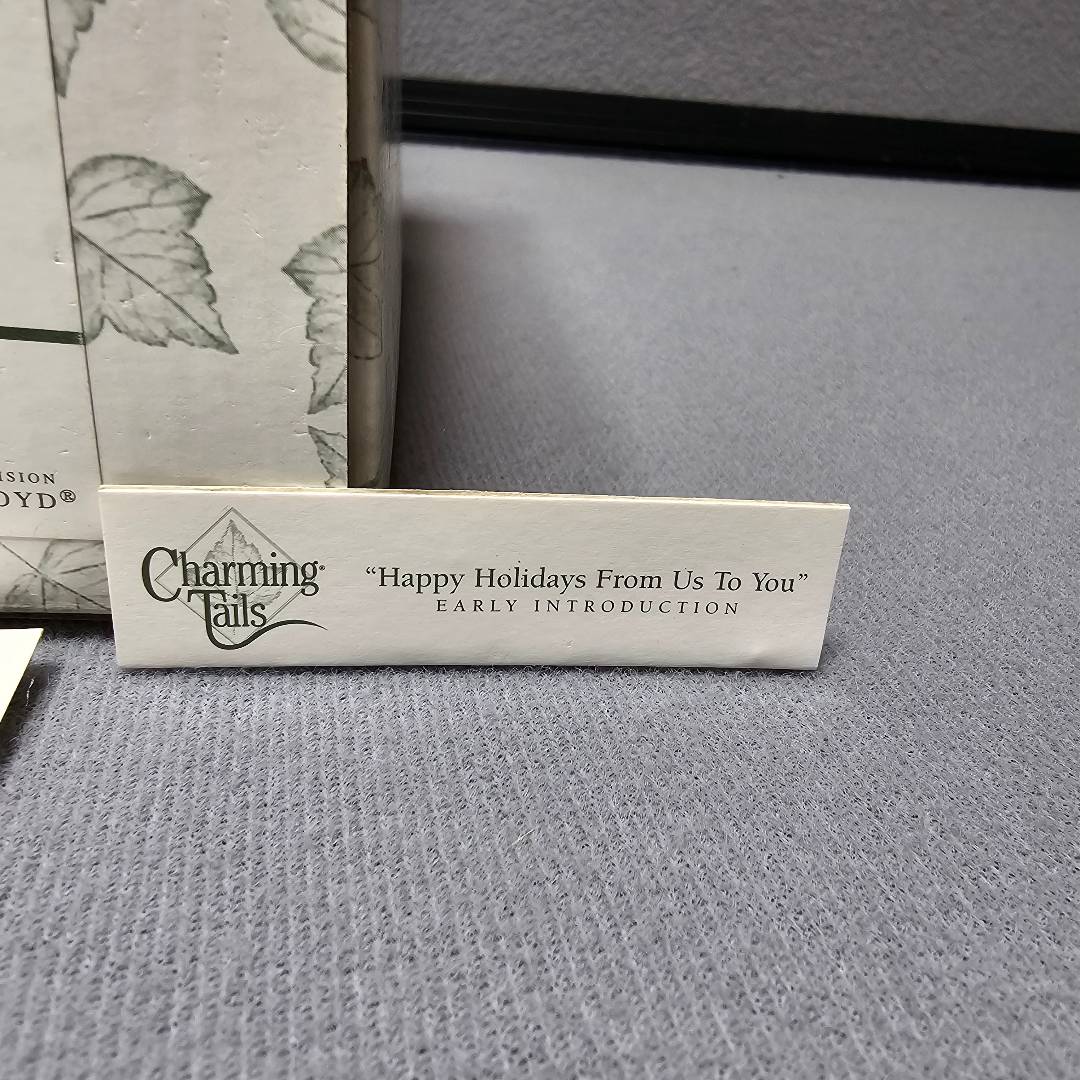 Charming®
Tails
"Happy Holidays From Us To You"
EARLY INTRODUCTION